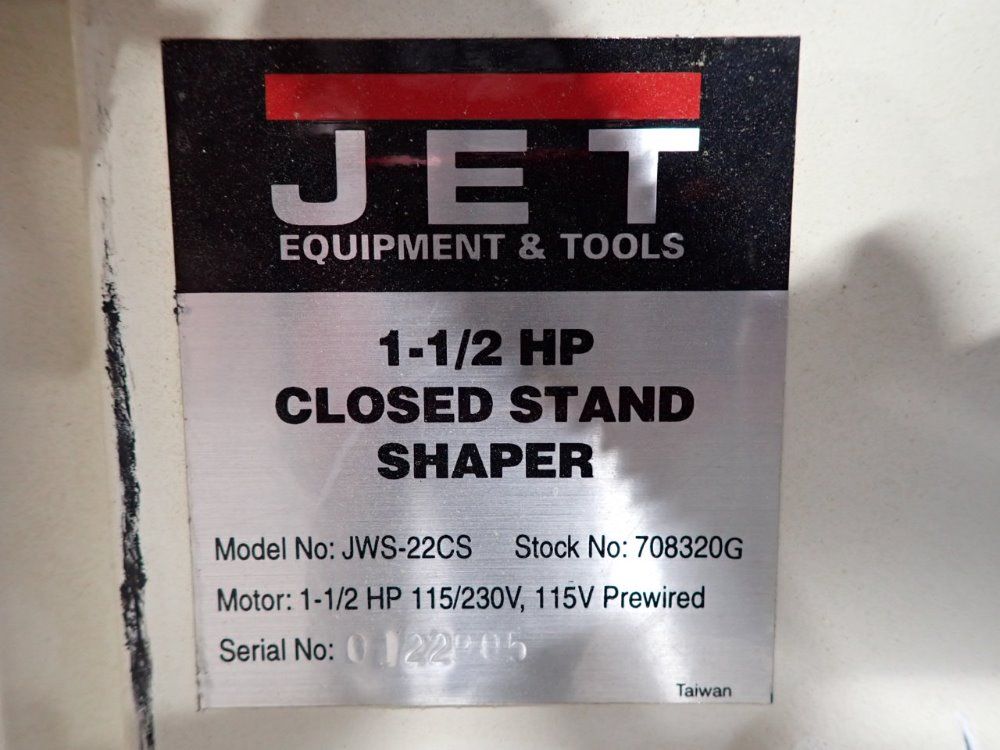 JET
EQUIPMENT & TOOLS
1-1/2 HP
CLOSED STAND
SHAPER
Model No: JWS-22CS Stock No: 708320G
Motor: 1-1/2 HP 115/230V, 115V Prewired
Serial No:
Taiwan